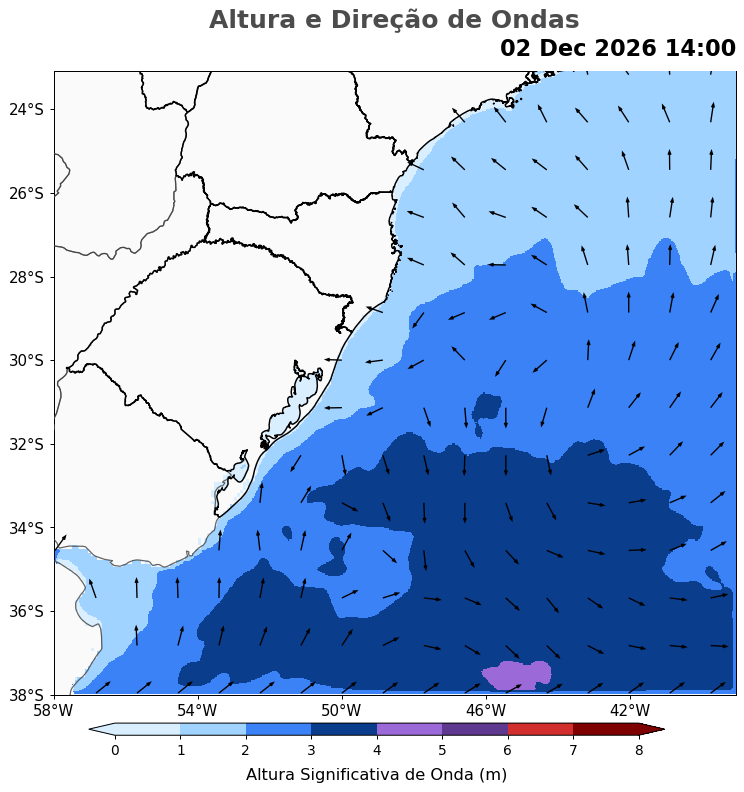 Altura e Direção de Ondas
02 Dec 2026 14:00
24°S
26°S
28°S
30°S
32°S
34°S
36°S
38°S
58°W 54°W 50°W 46°W 42°W
0 1 2 3 4 5 6 7 8
Altura Significativa de Onda (m)